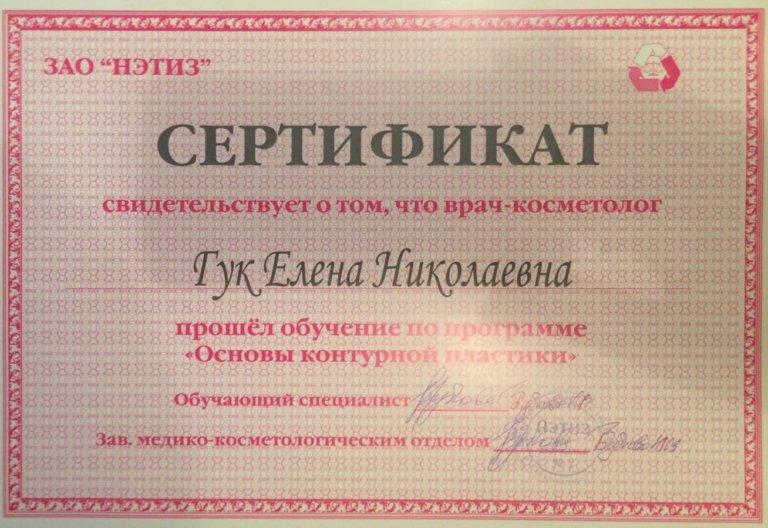 ЗАО "НЭТИЗ"
СЕРТИФИКАТ
свидетельствует о том, что врач-косметолог
Гук Елена Николаевна
прошёл обучение по программе
«Основы контурной пластики»
Обучающий специалист
Зав. медико-косметологическим отделом
НЭТИЗ